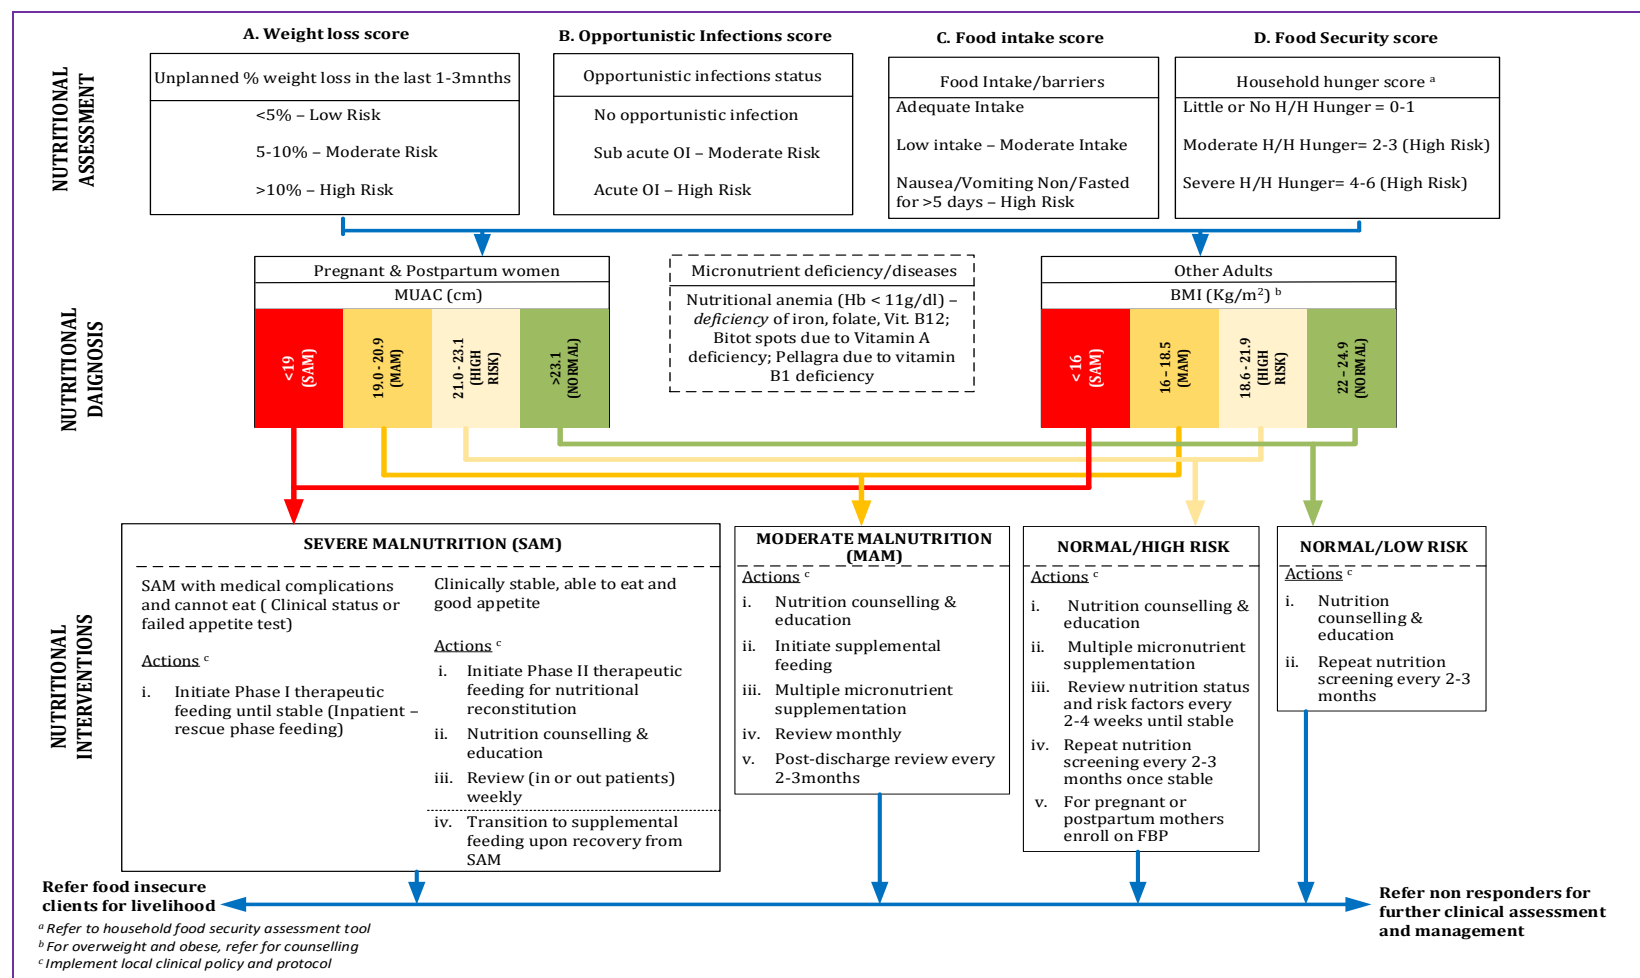 NUTRITIONAL
ASSESSMENT
A. Weight loss score
Unplanned % weight loss in the last 1-3mnths
<5% – Low Risk
5-10% – Moderate Risk
>10% – High Risk
B. Opportunistic Infections score
Opportunistic infections status
No opportunistic infection
Sub acute OI – Moderate Risk
Acute OI – High Risk
C. Food intake score
Food Intake/barriers
Adequate Intake
Low intake – Moderate Intake
Nausea/Vomiting Non/Fasted
for >5 days – High Risk
D. Food Security score
Household hunger score a
Little or No H/H Hunger = 0-1
Moderate H/H Hunger= 2-3 (High Risk)
Severe H/H Hunger= 4-6 (High Risk)
NUTRITIONAL
DAIGNOSIS
Pregnant & Postpartum women
MUAC (cm)
<19
(SAM)
19.0 - 20.9
(MAM)
21.0 - 23.1
(HIGH
RISK)
>23.1
(NORMAL)
Micronutrient deficiency/diseases
Nutritional anemia (Hb < 11g/dl) –
deficiency of iron, folate, Vit. B12;
Bitot spots due to Vitamin A
deficiency; Pellagra due to vitamin
B1 deficiency
Other Adults
BMI (Kg/m²) b
< 16
(SAM)
16 – 18.5
(MAM)
18.6 - 21.9
(HIGH
RISK)
22 – 24.9
(NORMAL)
NUTRITIONAL
INTERVENTIONS
SEVERE MALNUTRITION (SAM)
SAM with medical complications
and cannot eat ( Clinical status or
failed appetite test)
Actions c
i. Initiate Phase I therapeutic
feeding until stable (Inpatient –
rescue phase feeding)
Clinically stable, able to eat and
good appetite
Actions c
i. Initiate Phase II therapeutic
feeding for nutritional
reconstitution
ii. Nutrition counselling &
education
iii. Review (in or out patients)
weekly
iv. Transition to supplemental
feeding upon recovery from
SAM
MODERATE MALNUTRITION
(MAM)
Actions c
i. Nutrition counselling &
education
ii. Initiate supplemental
feeding
iii. Multiple micronutrient
supplementation
iv. Review monthly
v. Post-discharge review every
2-3months
NORMAL/HIGH RISK
Actions c
i. Nutrition counselling &
education
ii. Multiple micronutrient
supplementation
iii. Review nutrition status
and risk factors every
2-4 weeks until stable
iv. Repeat nutrition
screening every 2-3
months once stable
v. For pregnant or
postpartum mothers
enroll on FBP
NORMAL/LOW RISK
Actions c
i. Nutrition
counselling &
education
ii. Repeat nutrition
screening every 2-3
months
Refer food insecure
clients for livelihood
Refer non responders for
further clinical assessment
and management
a Refer to household food security assessment tool
b For overweight and obese, refer for counselling
c Implement local clinical policy and protocol